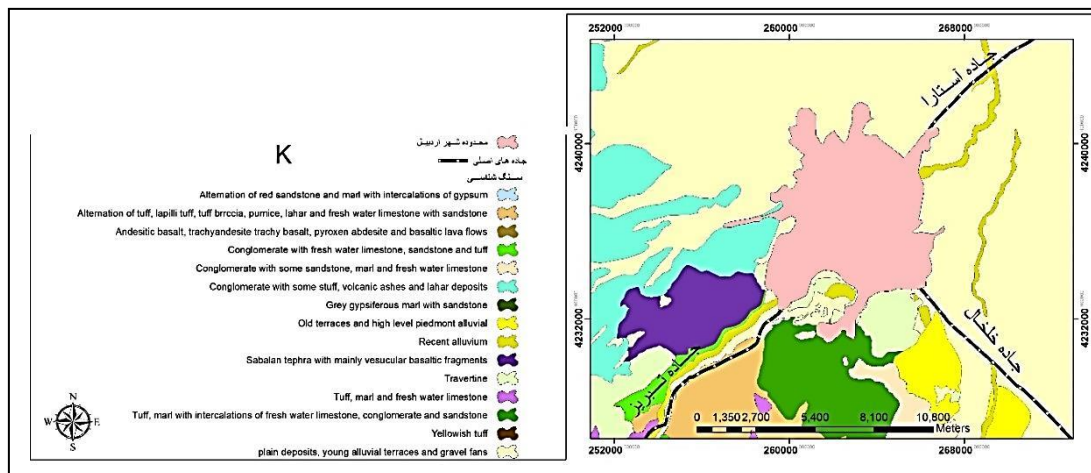 K
محدوده شهر اردبیل
جاده های اصلی
سنگ شناسی
Alternation of red sandstone and marl with intercalations of gypsum
Alternation of tuff, lapilli tuff, tuff brrccia, pumice, lahar and fresh water limestone with sandstone
Andesitic basalt, trachyandesite trachy basalt, pyroxen abdesite and basaltic lava flows
Conglomerate with fresh water limestone, sandstone and tuff
Conglomerate with some sandstone, marl and fresh water limestone
Conglomerate with some stuff, volcanic ashes and lahar deposits
Grey gypsiferous marl with sandstone
Old terraces and high level piedmont alluvial
Recent alluvium
Sabalan tephra with mainly vesucular basaltic fragments
Travertine
Tuff, marl and fresh water limestone
Tuff, marl with intercalations of fresh water limestone, conglomerate and sandstone
Yellowish tuff
plain deposits, young alluvial terraces and gravel fans
N
W E
S
252000 260000 268000
جاده آستارا
4240000 4240000
4232000 4232000
جاده خلخال
جاده تبریز
0 1,350 2,700 5,400 8,100 10,800
Meters
252000 260000 268000